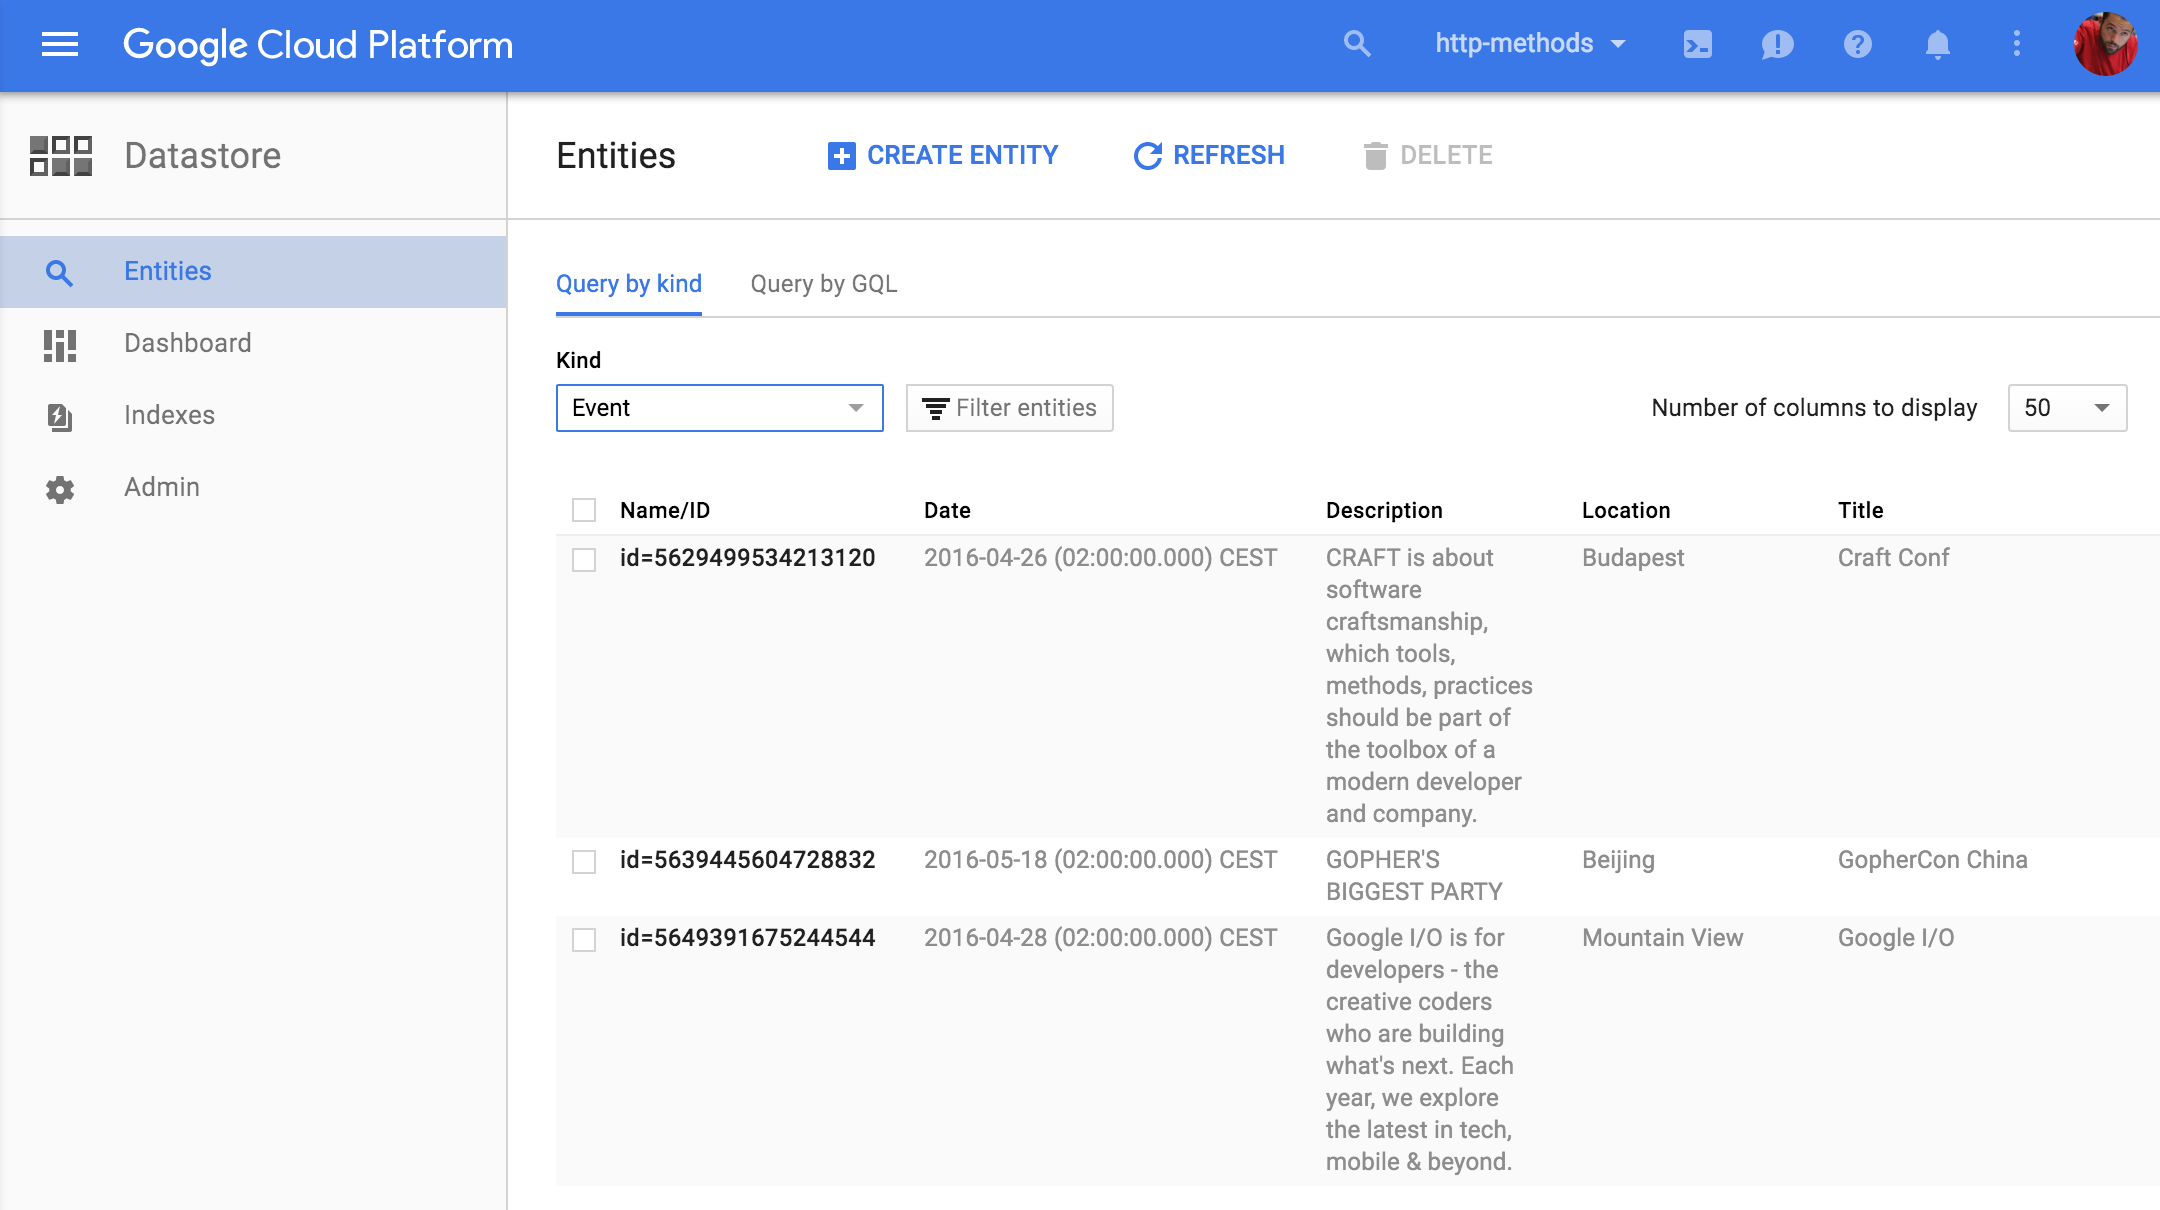 Google Cloud Platform
http-methods
Datastore
Entities
CREATE ENTITY
REFRESH
DELETE
Entities
Dashboard
Indexes
Admin
Query by kind
Query by GQL
Kind
Event
Filter entities
Number of columns to display
50
Name/ID
Date
Description
Location
Title
id=5629499534213120
2016-04-26 (02:00:00.000) CEST
CRAFT is about
software
craftsmanship,
which tools,
methods, practices
should be part of
the toolbox of a
modern developer
and company.
Budapest
Craft Conf
id=5639445604728832
2016-05-18 (02:00:00.000) CEST
GOPHER'S
BIGGEST PARTY
Beijing
GopherCon China
id=5649391675244544
2016-04-28 (02:00:00.000) CEST
Google I/O is for
developers - the
creative coders
who are building
what's next. Each
year, we explore
the latest in tech,
mobile & beyond.
Mountain View
Google I/O